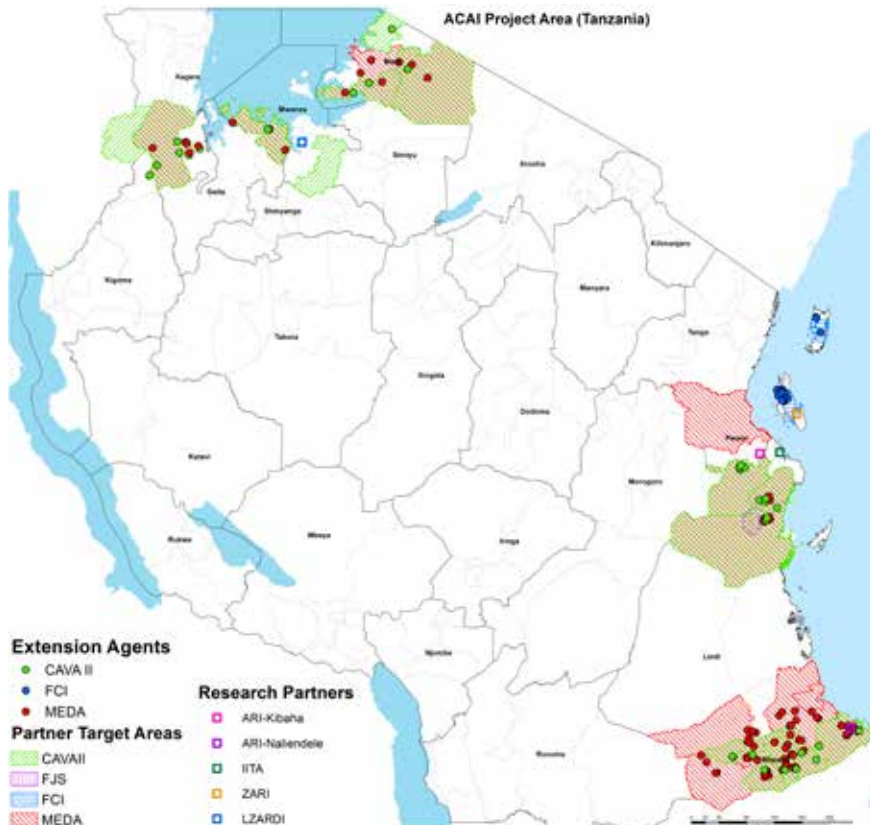 ACAI Project Area (Tanzania)
Kagera
Mwanza
Simiyu
Arusha
Geita
Shinyanga
Kilimanjaro
Kigoma
Manyara
Tabora
Tanga
Singida
Dodoma
Pwani
Katavi
Morogoro
Rukwa
Mbeya
Iringa
Njombe
Lindi
Ruvuma
Extension Agents
CAVA II
FCI
MEDA
Partner Target Areas
CAVAII
FJS
FCI
MEDA
Research Partners
ARI-Kibaha
ARI-Naliendele
IITA
ZARI
LZARDI